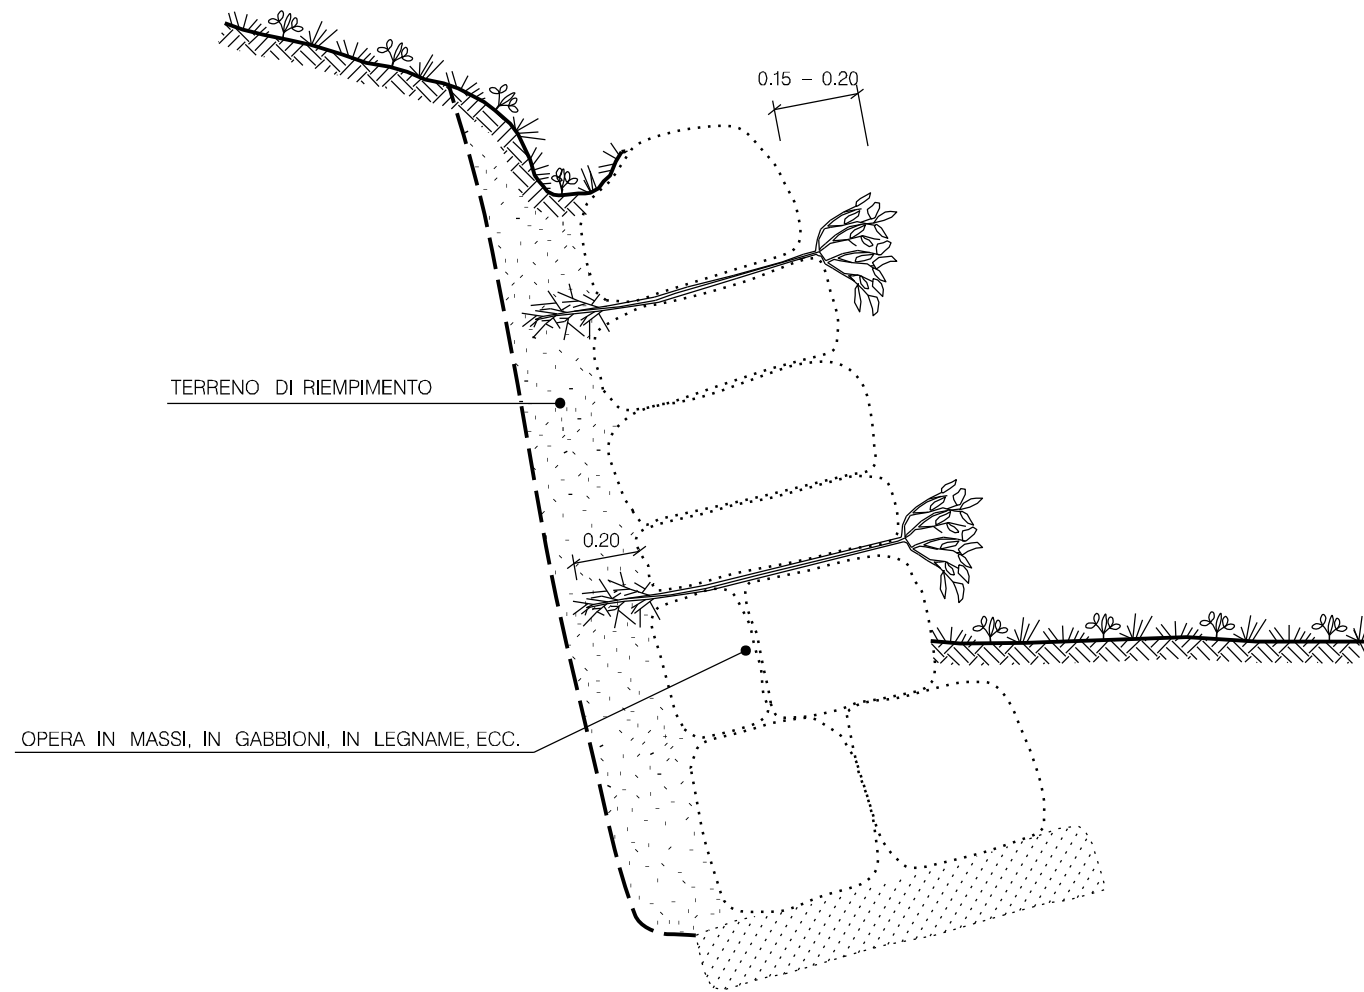 0.15 – 0.20
TERRENO DI RIEMPIMENTO
0.20
OPERA IN MASSI, IN GABBIONI, IN LEGNAME, ECC.